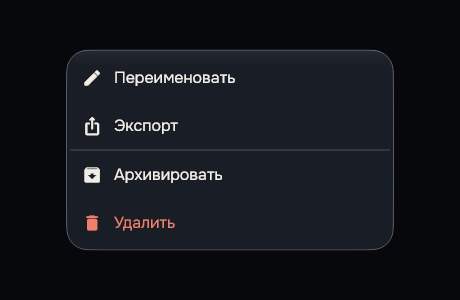 Переименовать
Экспорт
Архивировать
Удалить